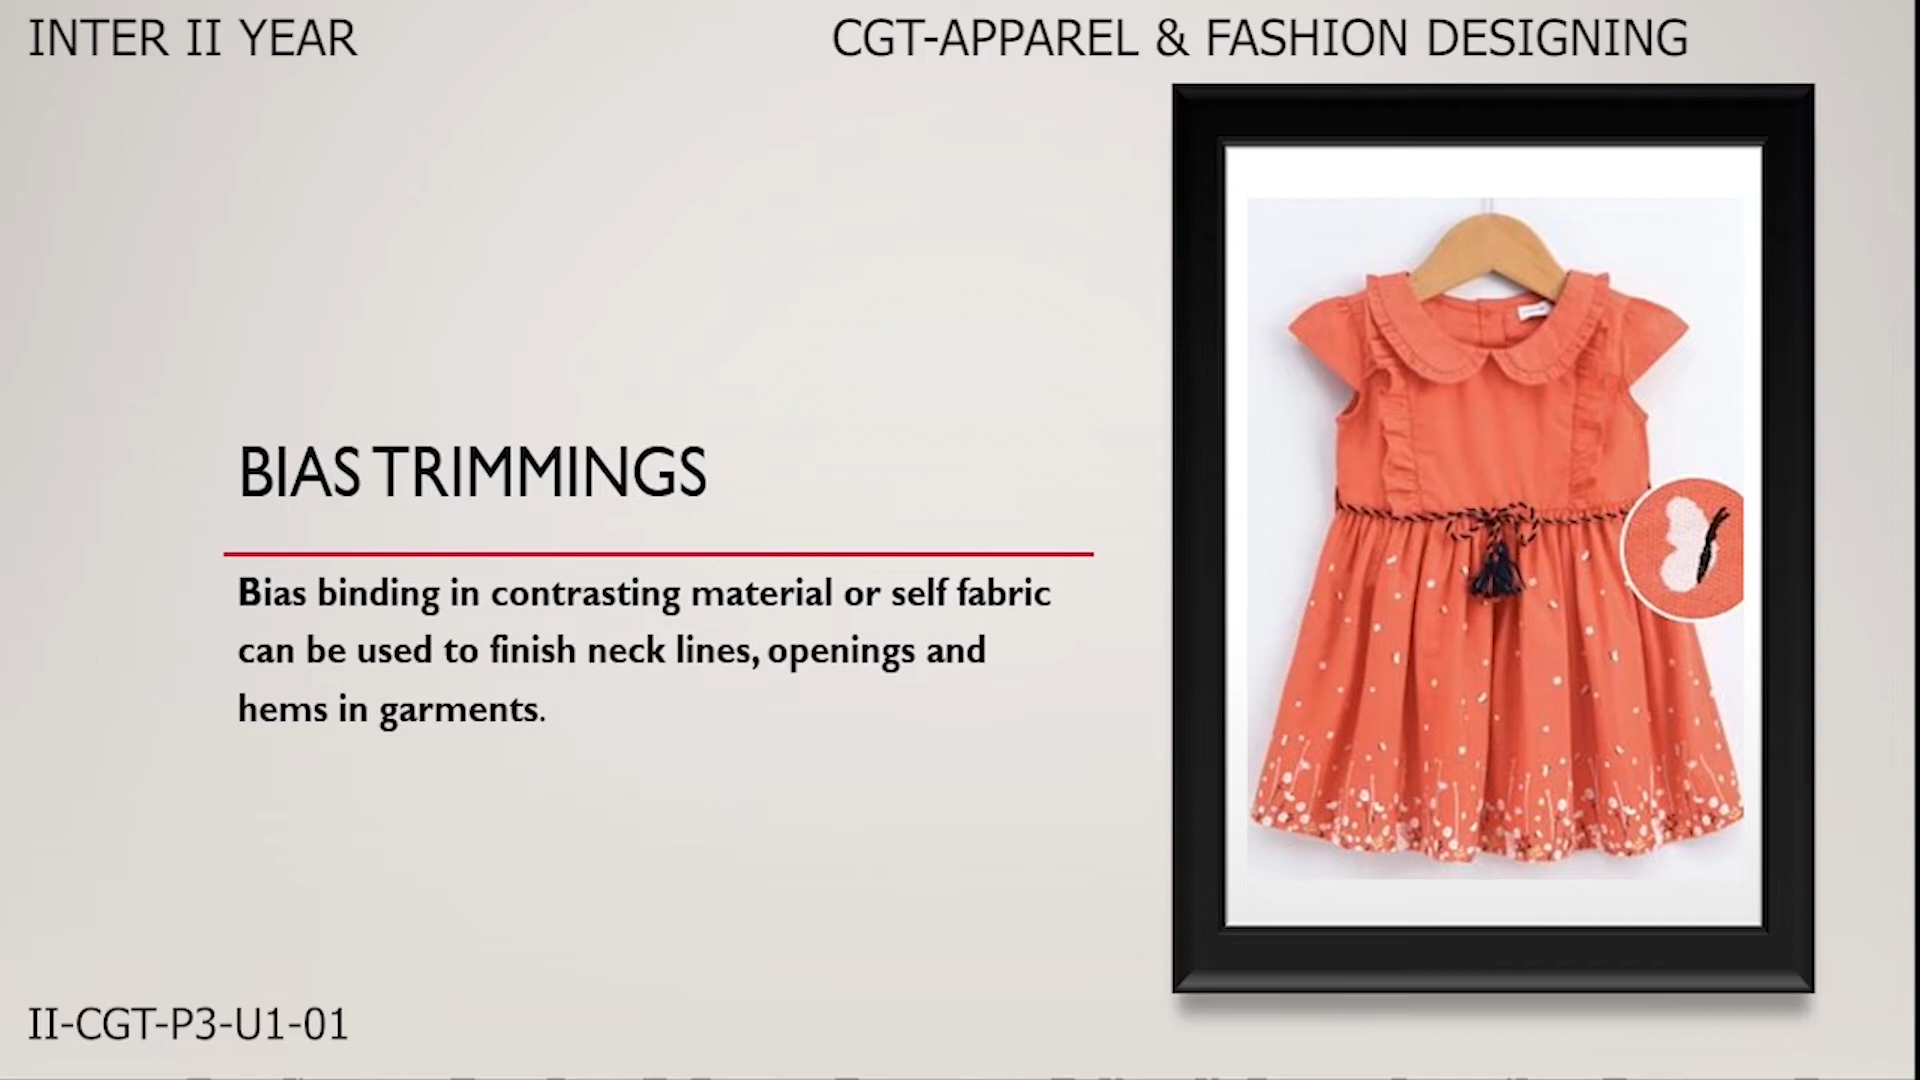 INTER II YEAR
CGT-APPAREL & FASHION DESIGNING
BIAS TRIMMINGS
Bias binding in contrasting material or self fabric
can be used to finish neck lines, openings and
hems in garments.
II-CGT-P3-U1-01